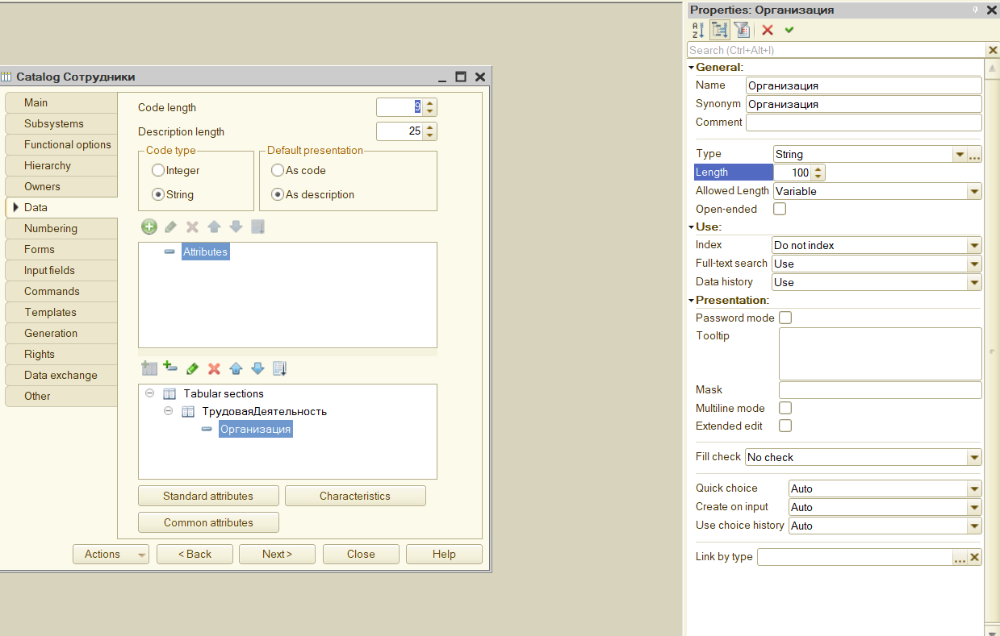 Properties: Организация
Search (Ctrl+Alt+I)
General:
Name Организация
Synonym Организация
Comment
Type String ...
Length 100
Allowed Length Variable
Open-ended
Use:
Index Do not index
Full-text search Use
Data history Use
Presentation:
Password mode
Tooltip
Mask
Multiline mode
Extended edit
Fill check No check
Quick choice Auto
Create on input Auto
Use choice history Auto
Link by type ...
Catalog Сотрудники
Main
Subsystems
Functional options
Hierarchy
Owners
Data
Numbering
Forms
Input fields
Commands
Templates
Generation
Rights
Data exchange
Other
Code length 9
Description length 25
Code type
Integer
String
Default presentation
As code
As description
Attributes
Tabular sections
ТрудоваяДеятельность
Организация
Standard attributes Characteristics
Common attributes
Actions < Back Next > Close Help